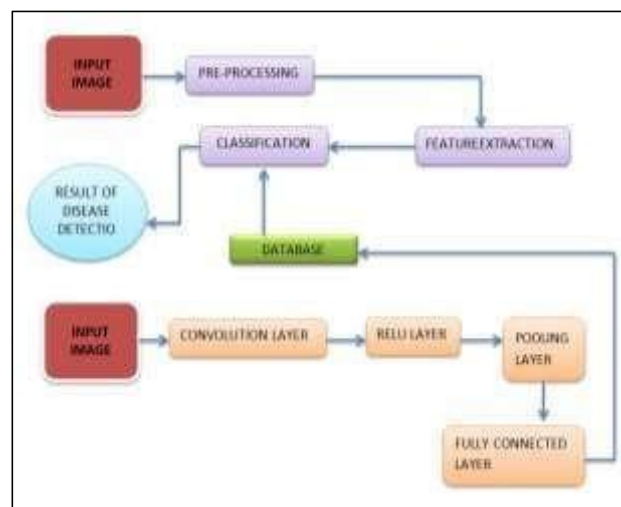 INPUT
IMAGE
PRE-PROCESSING
CLASSIFICATION
FEATUREEXTRACTION
RESULT OF
DISEASE
DETECTIO
DATABASE
INPUT
IMAGE
CONVOLUTION LAYER
RELU LAYER
POOLING
LAYER
FULLY CONNECTED
LAYER